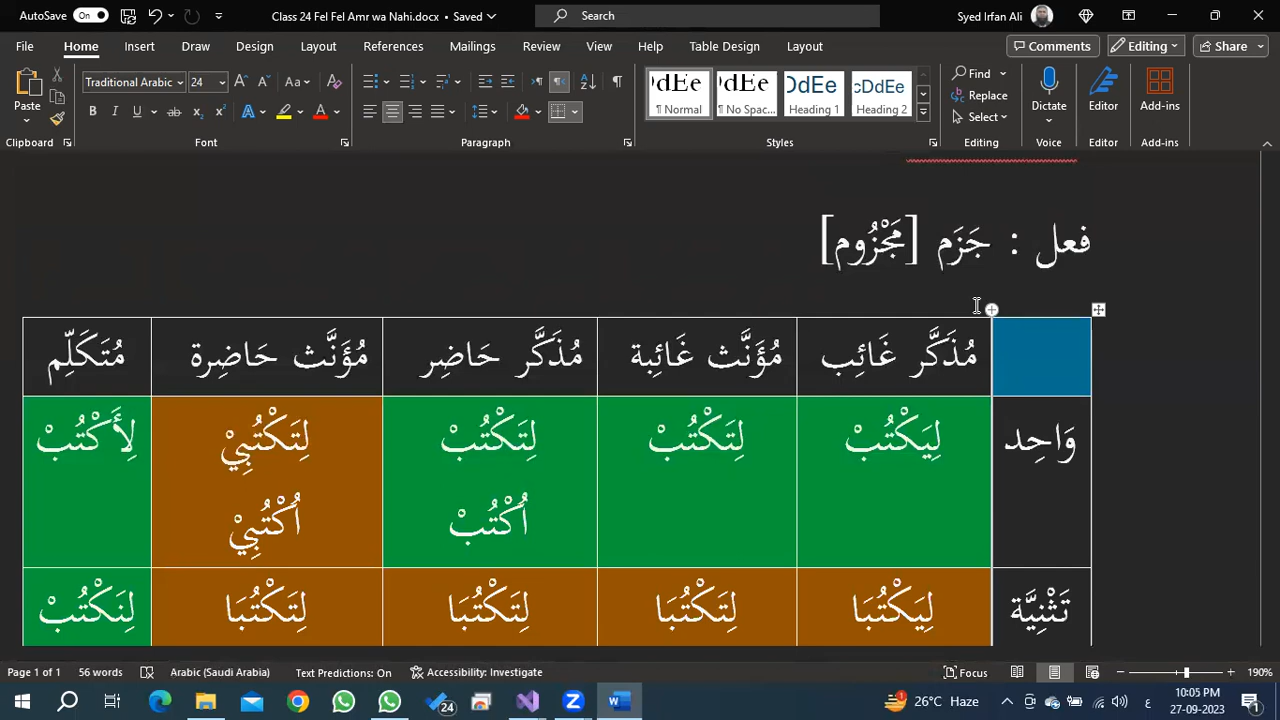 AutoSave On Class 24 Fel Fel Amr wa Nahi.docx • Saved Search Syed Irfan Ali
File Home Insert Draw Design Layout References Mailings Review View Help Table Design Layout Comments Editing Share
Paste Traditional Arabic 24 Find Replace Select Dictate Editor Add-ins
¶ Normal ¶ No Spac... Heading 1 Heading 2
Clipboard Font Paragraph Styles Editing Voice Editor Add-ins
فعل : جَزَم [مَجْزُوم]
مُذَكَّر غَائِب مُؤَنَّث غَائِبة مُذَكَّر حَاضِر مُؤَنَّث حَاضِرة مُتَكَلِّم
وَاحِد لِيَكْتُبْ لِتَكْتُبْ لِتَكْتُبْ لِتَكْتُبِيْ لِأَكْتُبْ
اُكْتُبْ اُكْتُبِيْ
تَثْنِيَّة لِيَكْتُبَا لِتَكْتُبَا لِتَكْتُبَا لِتَكْتُبَا لِنَكْتُبْ
Page 1 of 1 56 words Arabic (Saudi Arabia) Text Predictions: On Accessibility: Investigate Focus 190%
24 26°C Haze ع 10:05 PM
27-09-2023